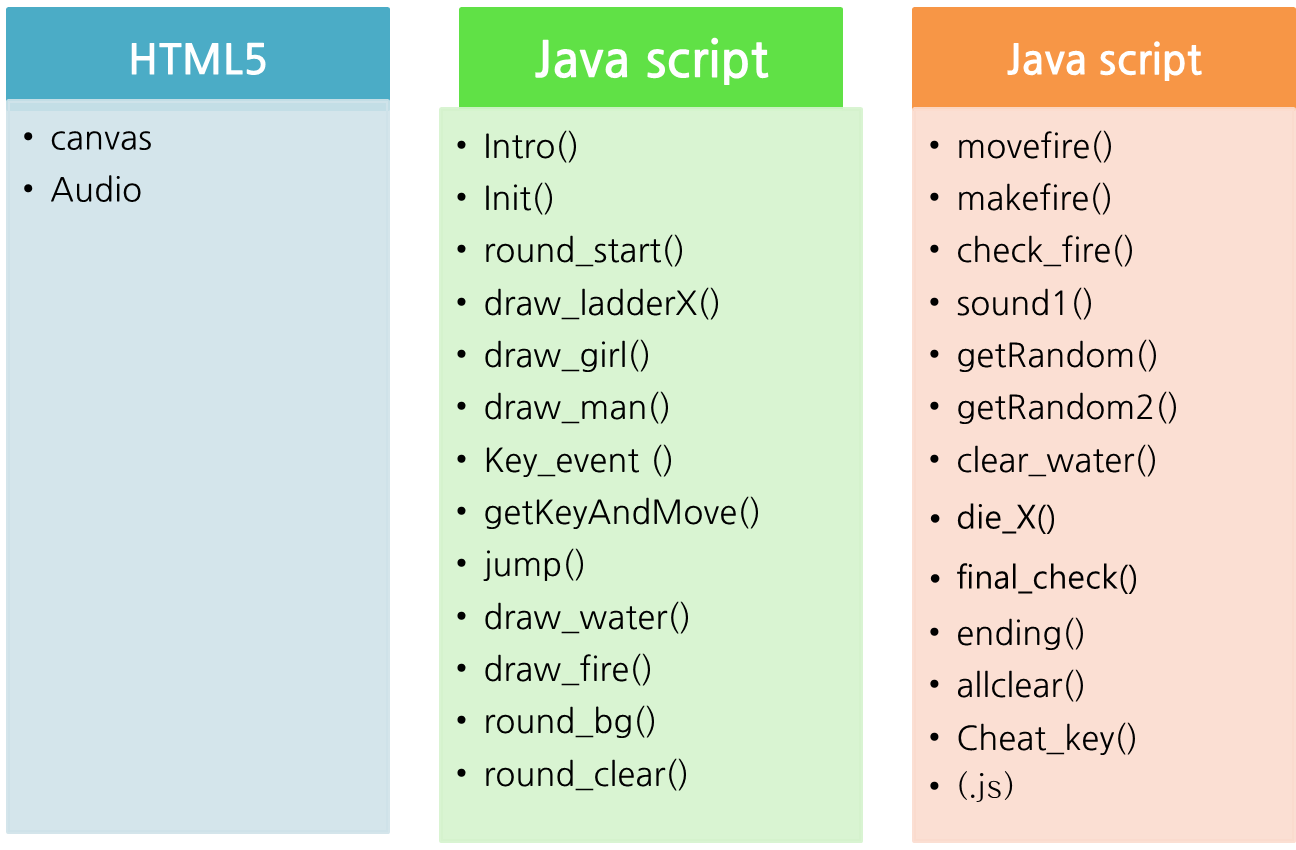 HTML5
• canvas
• Audio
Java script
• Intro()
• Init()
• round_start()
• draw_ladderX()
• draw_girl()
• draw_man()
• Key_event ()
• getKeyAndMove()
• jump()
• draw_water()
• draw_fire()
• round_bg()
• round_clear()
Java script
• movefire()
• makefire()
• check_fire()
• sound1()
• getRandom()
• getRandom2()
• clear_water()
• die_X()
• final_check()
• ending()
• allclear()
• Cheat_key()
• (.js)